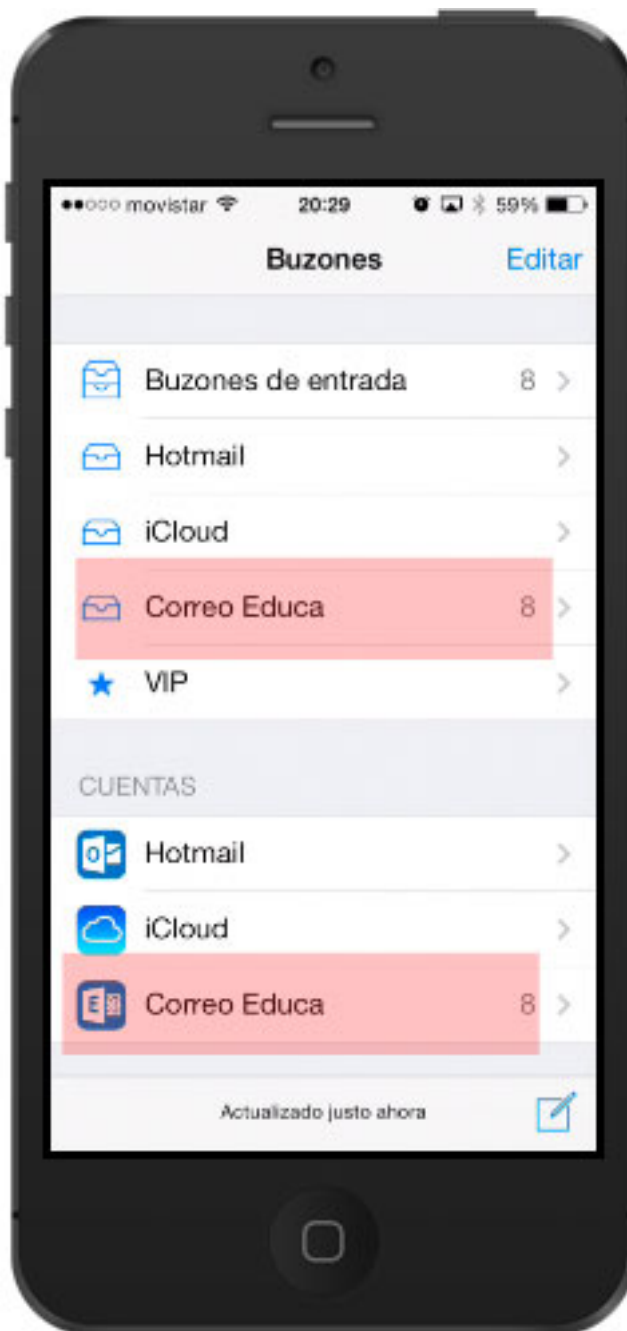 movistar 20:29 59%
Buzones Editar
Buzones de entrada 8
Hotmail
iCloud
Correo Educa 8
VIP
CUENTAS
Hotmail
iCloud
Correo Educa 8
Actualizado justo ahora